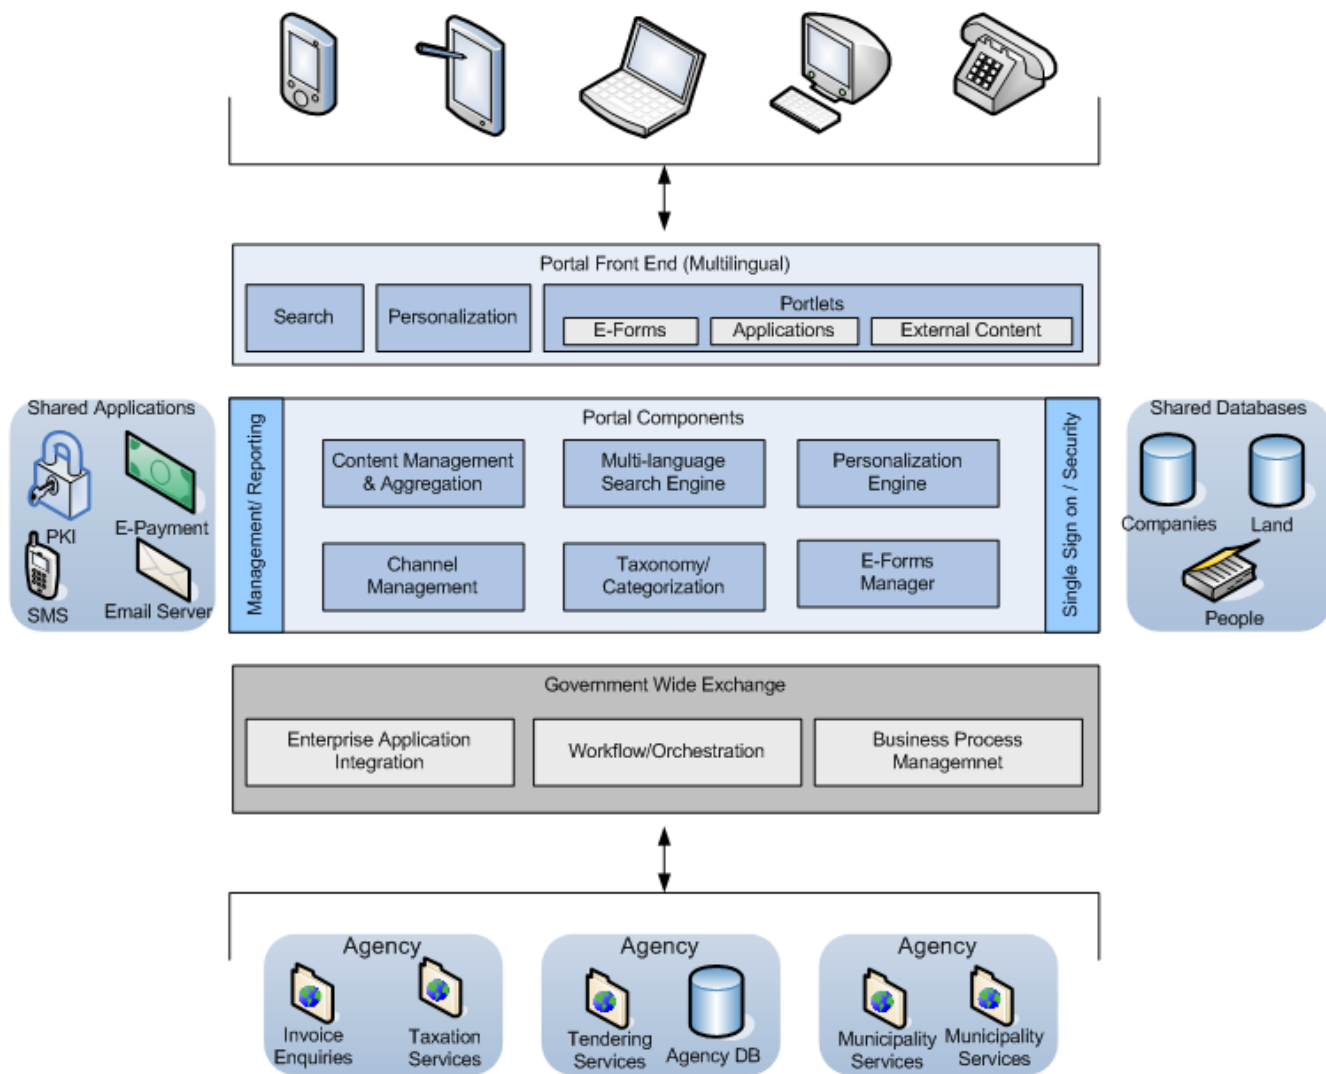 Portal Front End (Multilingual)
Search
Personalization
Portlets
E-Forms
Applications
External Content
Shared Applications
PKI
E-Payment
SMS
Email Server
Management/ Reporting
Portal Components
Content Management
& Aggregation
Multi-language
Search Engine
Personalization
Engine
Channel
Management
Taxonomy/
Categorization
E-Forms
Manager
Single Sign on / Security
Shared Databases
Companies
Land
People
Government Wide Exchange
Enterprise Application
Integration
Workflow/Orchestration
Business Process
Managemnet
Agency
Invoice
Enquiries
Taxation
Services
Agency
Tendering
Services
Agency DB
Agency
Municipality
Services
Municipality
Services